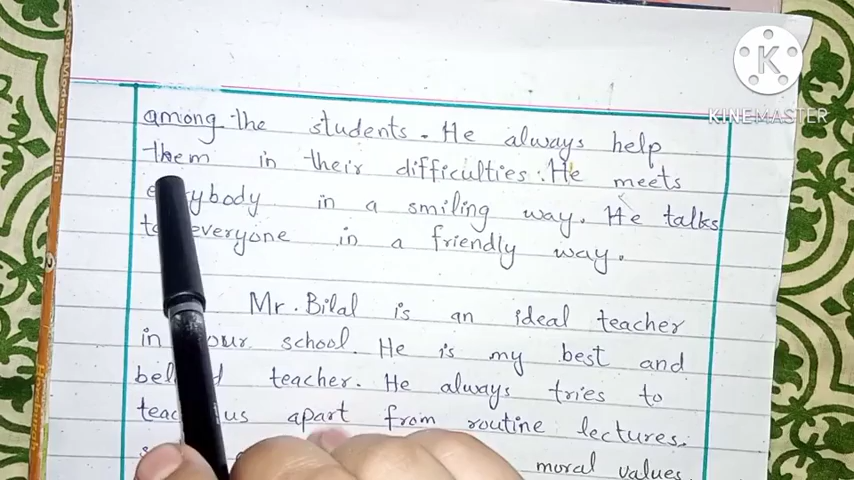 KINEMASTER
among the students. He always help
them in their difficulties. He meets
in a smiling way. He talks
everyone in a friendly way.
Mr. Bilal is an ideal teacher
in our school. He is my best and
teacher. He always tries to
us apart from routine lectures.
moral values.
Modern English